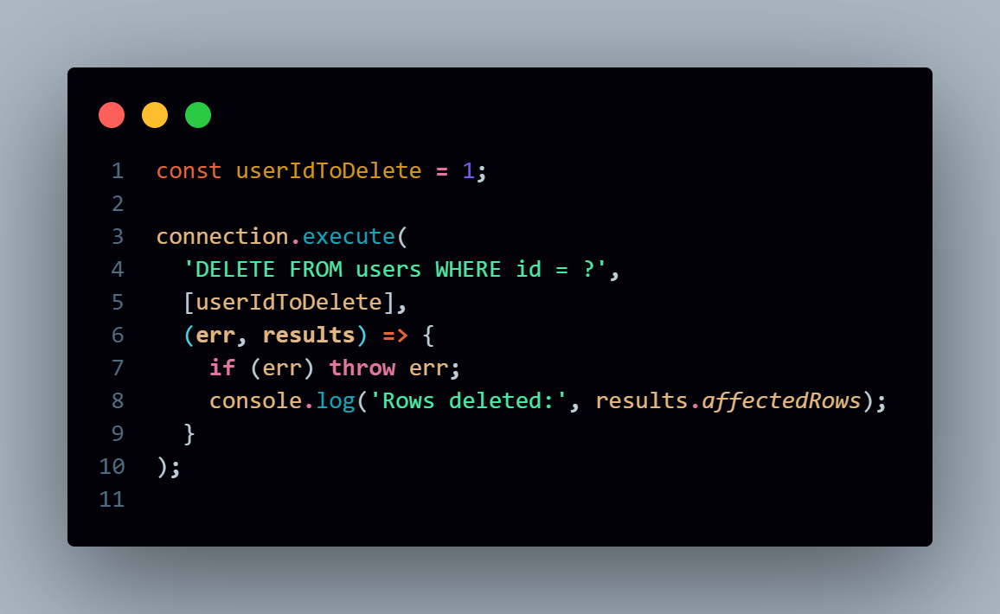 1 const userIdToDelete = 1;
2
3 connection.execute(
4   'DELETE FROM users WHERE id = ?',
5   [userIdToDelete],
6   (err, results) => {
7     if (err) throw err;
8     console.log('Rows deleted:', results.affectedRows);
9   }
10 );
11